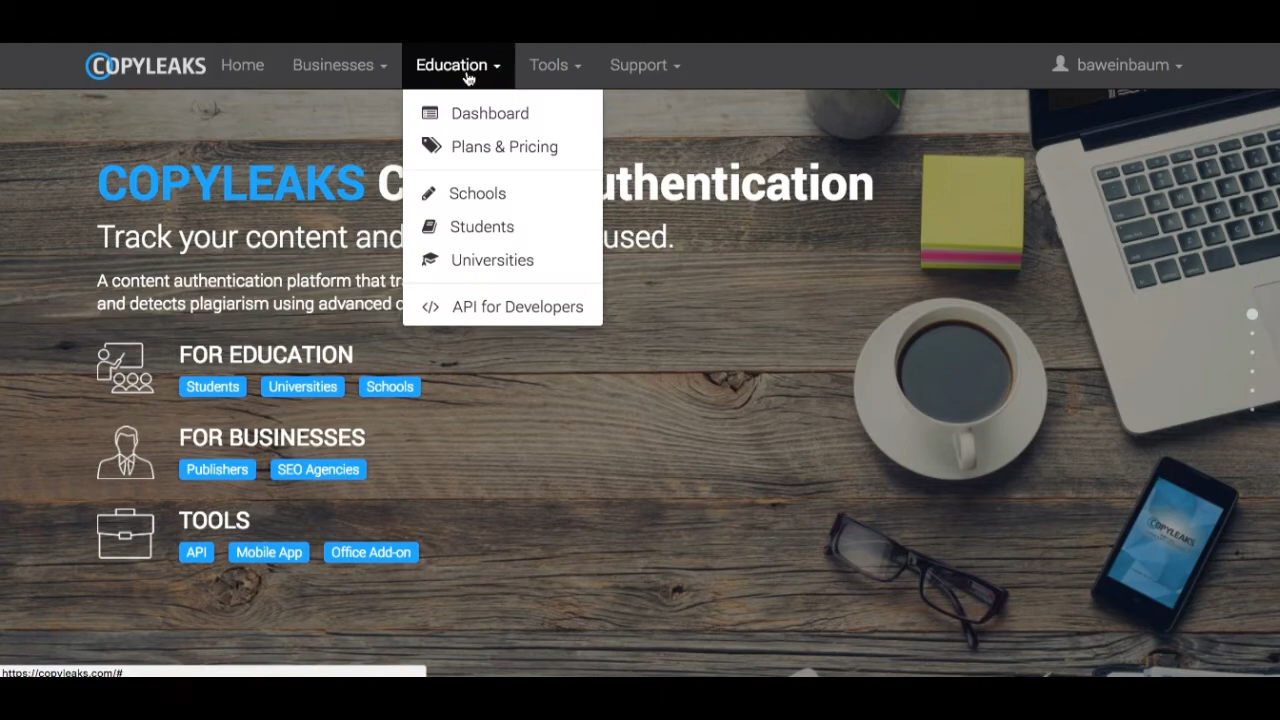 COPYLEAKS Home Businesses Education Tools Support baweinbaum
Dashboard
Plans & Pricing
Schools
Students
Universities
API for Developers
COPYLEAKS C uthentication
Track your content and used.
A content authentication platform that tr
and detects plagiarism using advanced c
FOR EDUCATION
Students Universities Schools
FOR BUSINESSES
Publishers SEO Agencies
TOOLS
API Mobile App Office Add-on
COPYLEAKS
https://copyleaks.com/#